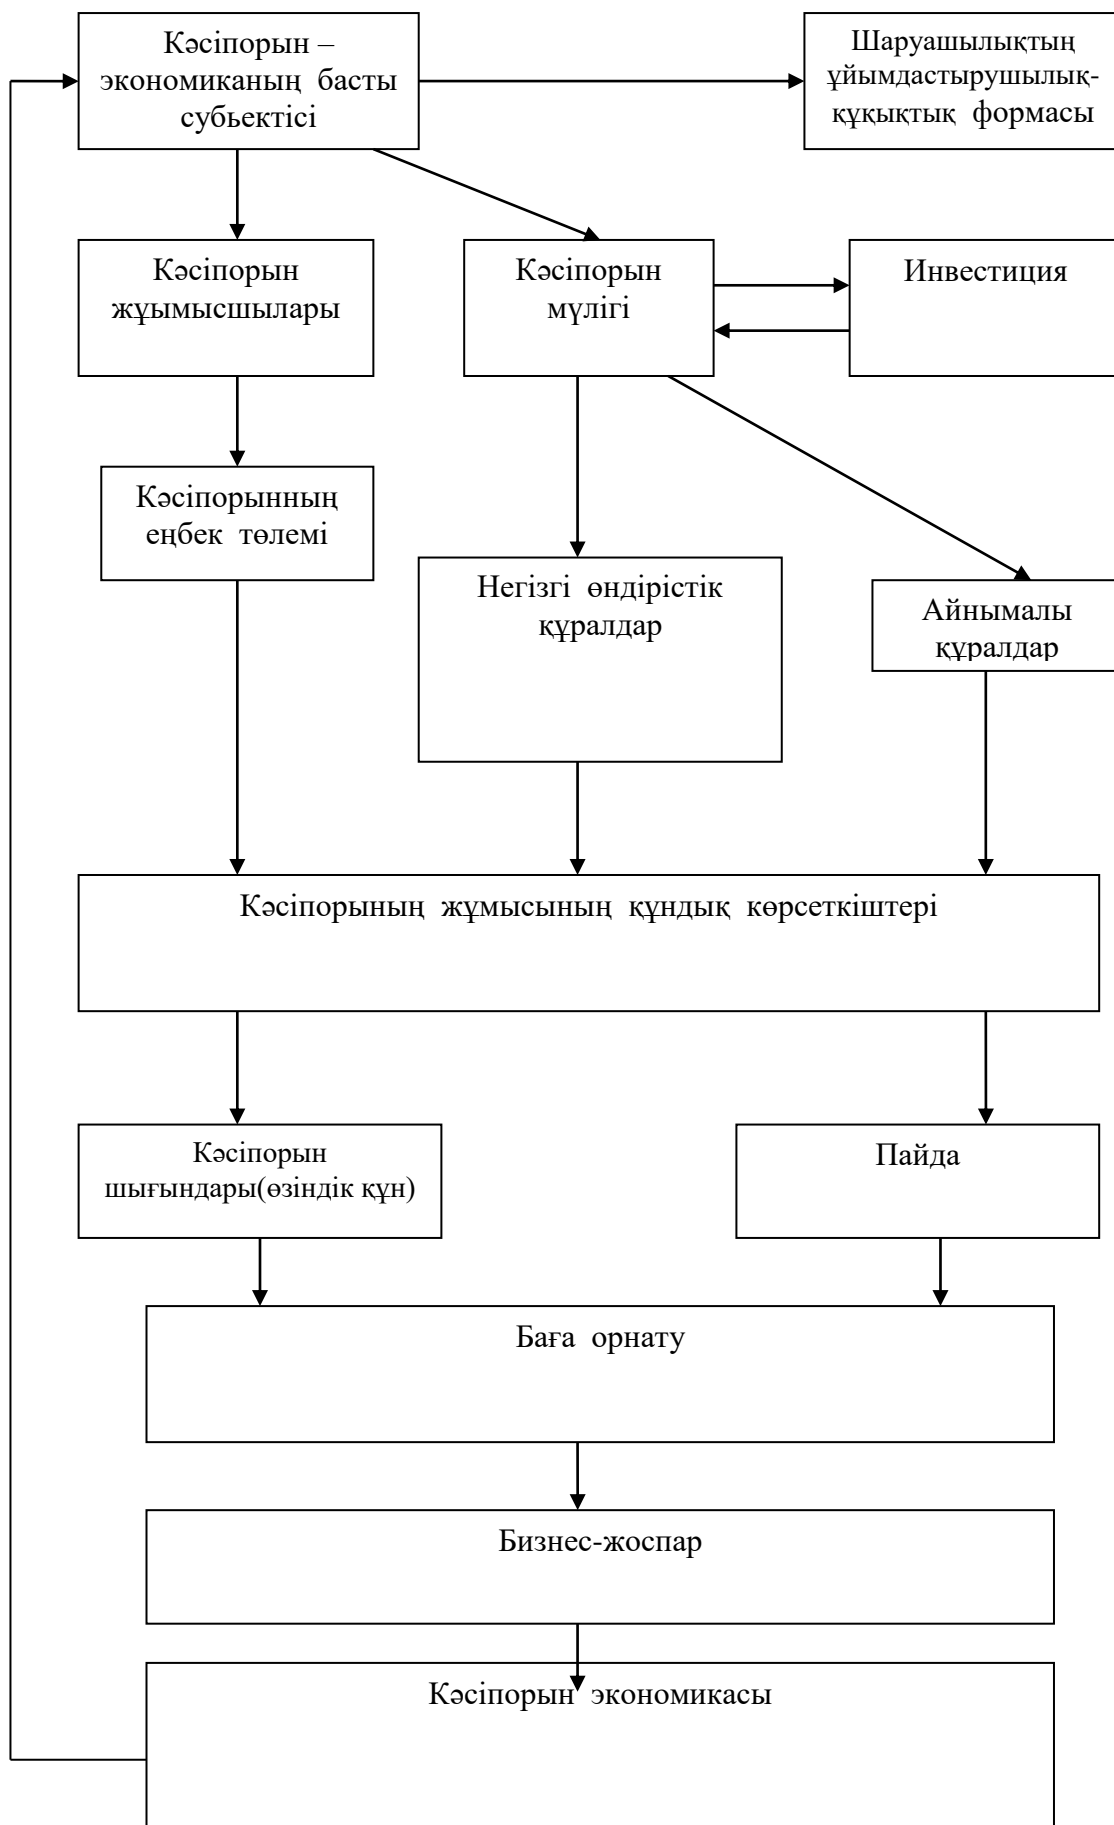 Кәсіпорын –
экономиканың басты
субьектісі
Шаруашылықтың
ұйымдастырушылық-
құқықтық формасы
Кәсіпорын
жұымысшылары
Кәсіпорын
мүлігі
Инвестиция
Кәсіпорынның
еңбек төлемі
Негізгі өндірістік
құралдар
Айнымалы
құралдар
Кәсіпорының жұмысының құндық көрсеткіштері
Кәсіпорын
шығындары(өзіндік құн)
Пайда
Баға орнату
Бизнес-жоспар
Кәсіпорын экономикасы